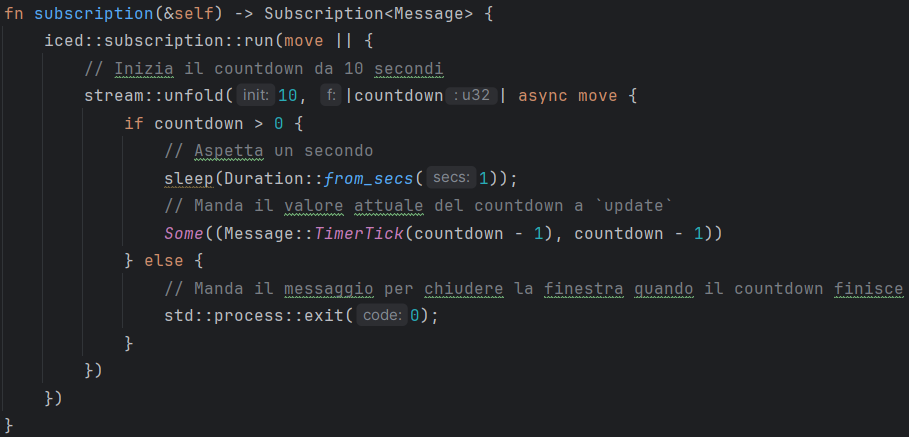 fn subscription(&self) -> Subscription<Message> {
    iced::subscription::run(move || {
        // Inizia il countdown da 10 secondi
        stream::unfold( init: 10, f: |countdown : u32| async move {
            if countdown > 0 {
                // Aspetta un secondo
                sleep(Duration::from_secs( secs: 1));
                // Manda il valore attuale del countdown a `update`
                Some((Message::TimerTick(countdown - 1), countdown - 1))
            } else {
                // Manda il messaggio per chiudere la finestra quando il countdown finisce
                std::process::exit( code: 0);
            }
        })
    })
}